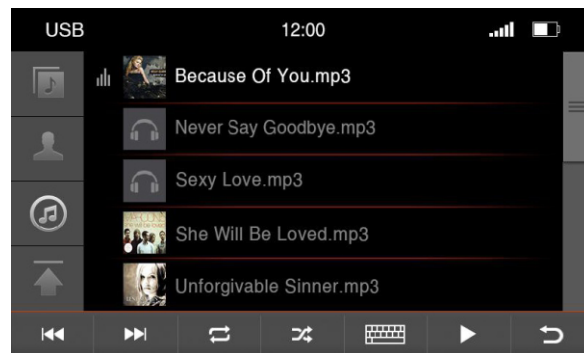 USB
12:00
Because Of You.mp3
Never Say Goodbye.mp3
Sexy Love.mp3
She Will Be Loved.mp3
Unforgivable Sinner.mp3